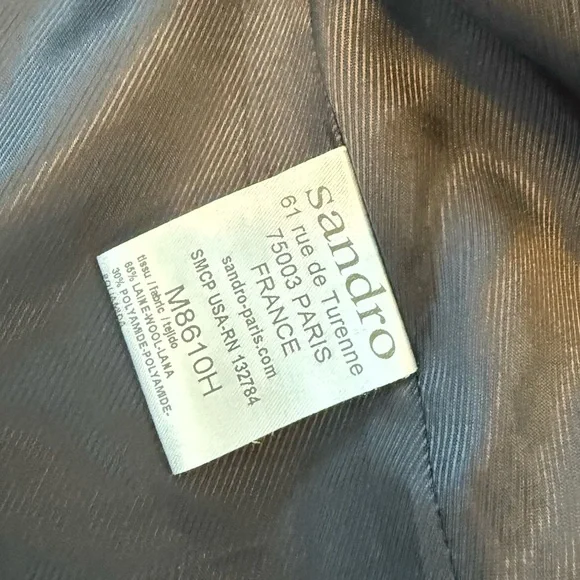 sandro
61 rue de Turenne
75003 PARIS
FRANCE
sandro-paris.com
SMCP USA-RN 132784
M8610H
tissu / fabric / tejido
65% LAINE-WOOL-LANA
30% POLYAMIDE-POLYAMIDE-